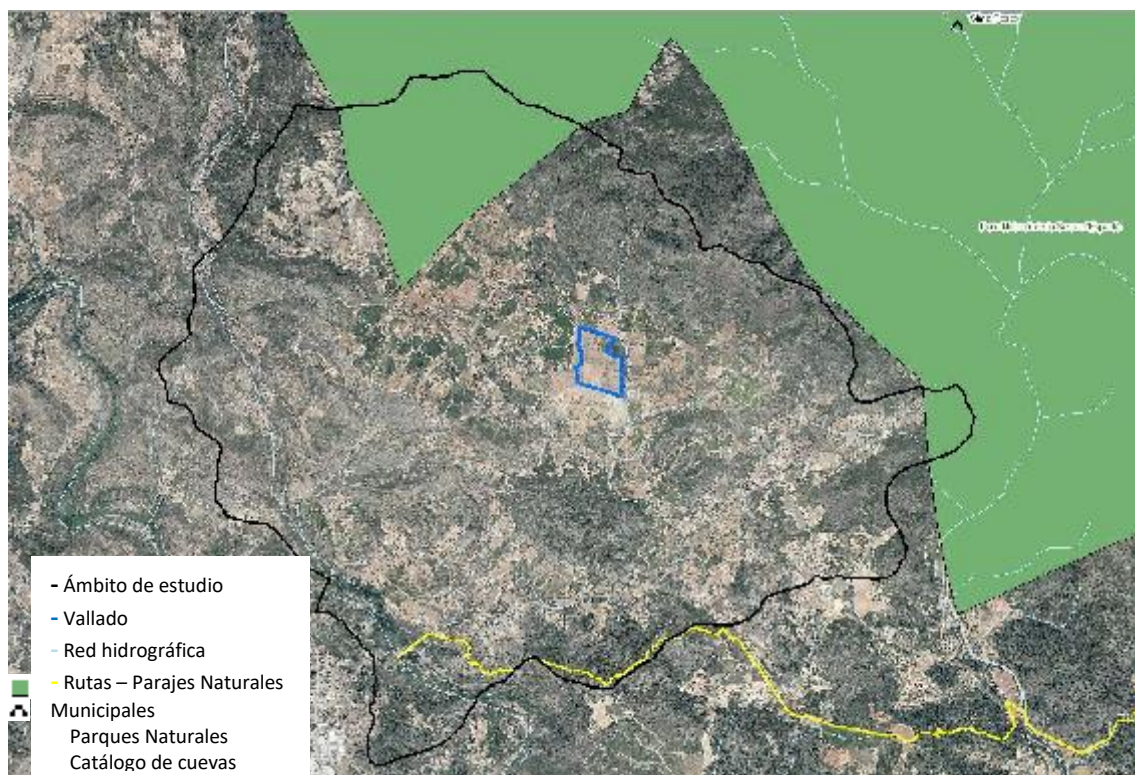 - Ámbito de estudio
- Vallado
- Red hidrográfica
- Rutas – Parajes Naturales
Municipales
Parques Naturales
Catálogo de cuevas